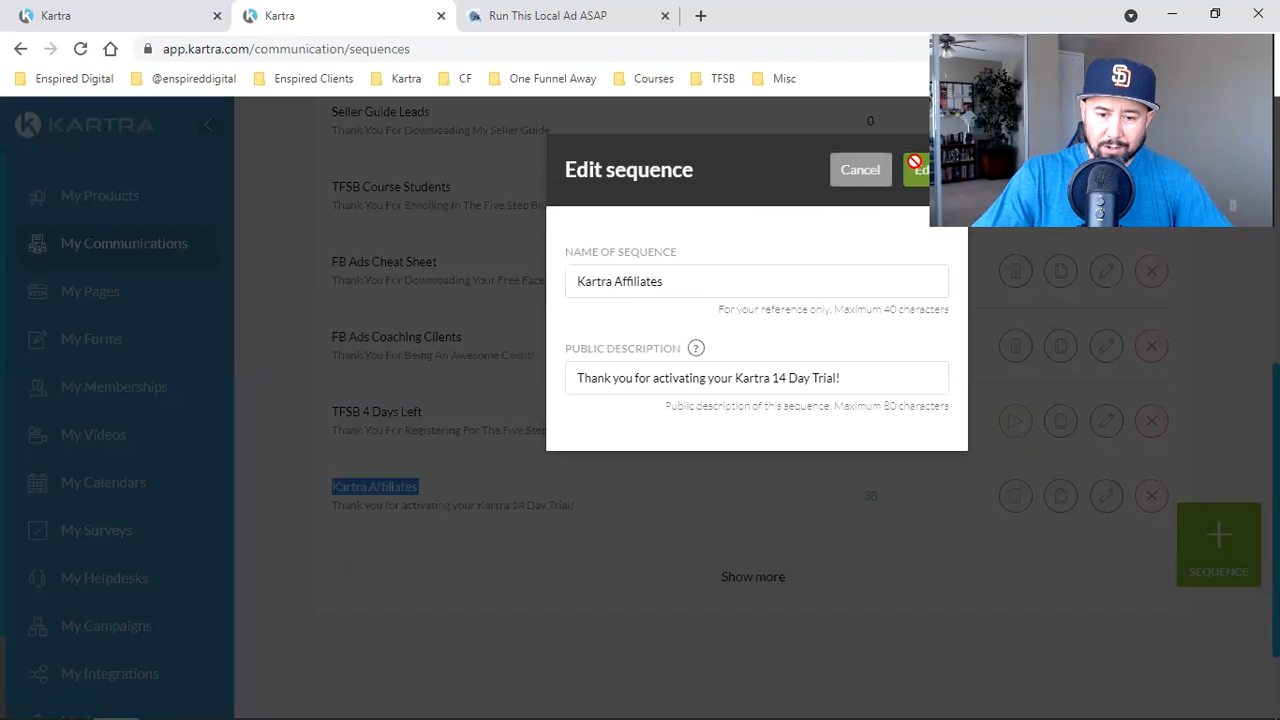 Kartra
Kartra
Run This Local Ad ASAP
app.kartra.com/communication/sequences
Enspired Digital
@enspireddigital
Enspired Clients
Kartra
CF
One Funnel Away
Courses
TFSB
Misc
KARTRA
My Products
My Communications
My Pages
My Forms
My Memberships
My Videos
My Calendars
My Surveys
My Helpdesks
My Campaigns
My Integrations
Seller Guide Leads
Thank You For Downloading My Seller Guide
0
TFSB Course Students
Thank You For Enrolling In The Five Step
FB Ads Cheat Sheet
Thank You For Downloading Your Free Face
FB Ads Coaching Clients
Thank You For Being An Awesome Client!
TFSB 4 Days Left
Thank You For Registering For The Five Step
Kartra Affiliates
Thank you for activating your Kartra 14 Day Trial!
38
Show more
SEQUENCE
Edit sequence
Cancel
Ed
NAME OF SEQUENCE
Kartra Affiliates
For your reference only. Maximum 40 characters
PUBLIC DESCRIPTION ?
Thank you for activating your Kartra 14 Day Trial!
Public description of this sequence. Maximum 80 characters
SD